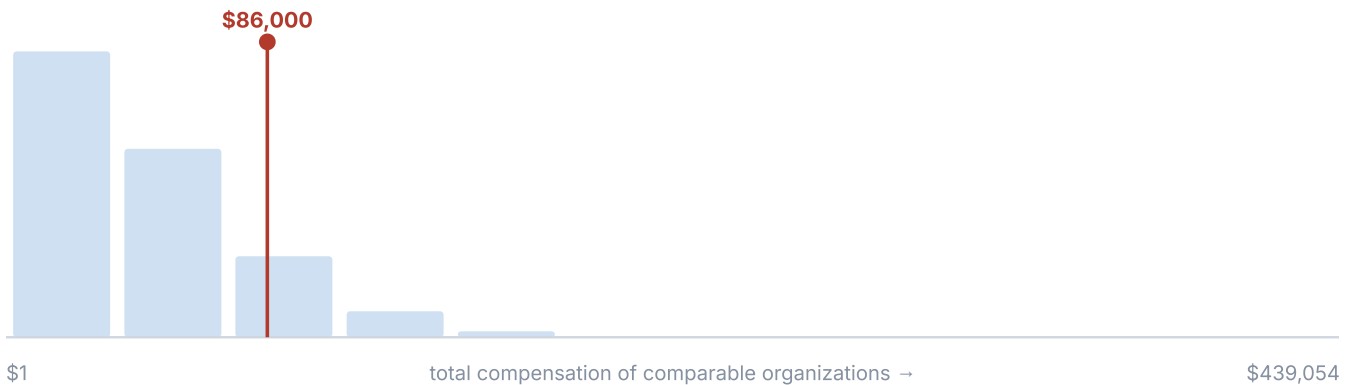 $86,000
$1
total compensation of comparable organizations →
$439,054